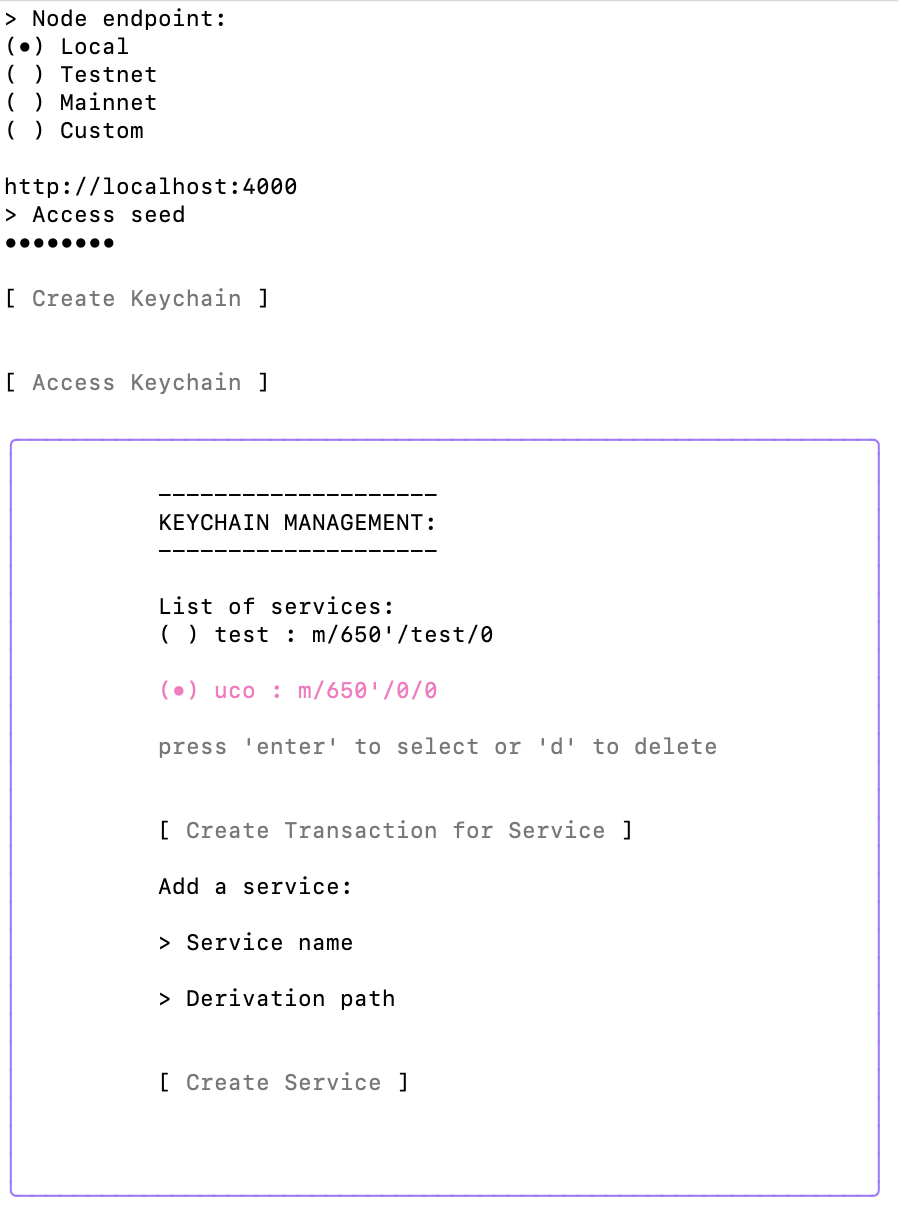 > Node endpoint:
(•) Local
( ) Testnet
( ) Mainnet
( ) Custom
http://localhost:4000
> Access seed
••••••••
[ Create Keychain ]
[ Access Keychain ]
--------------------
KEYCHAIN MANAGEMENT:
--------------------
List of services:
( ) test : m/650'/test/0
(•) uco : m/650'/0/0
press 'enter' to select or 'd' to delete
[ Create Transaction for Service ]
Add a service:
> Service name
> Derivation path
[ Create Service ]